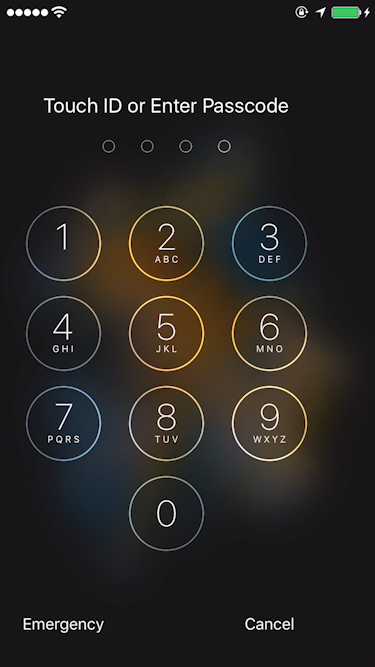 Touch ID or Enter Passcode
1 2 3
ABC DEF
4 5 6
GHI JKL MNO
7 8 9
PQRS TUV WXYZ
0
Emergency Cancel